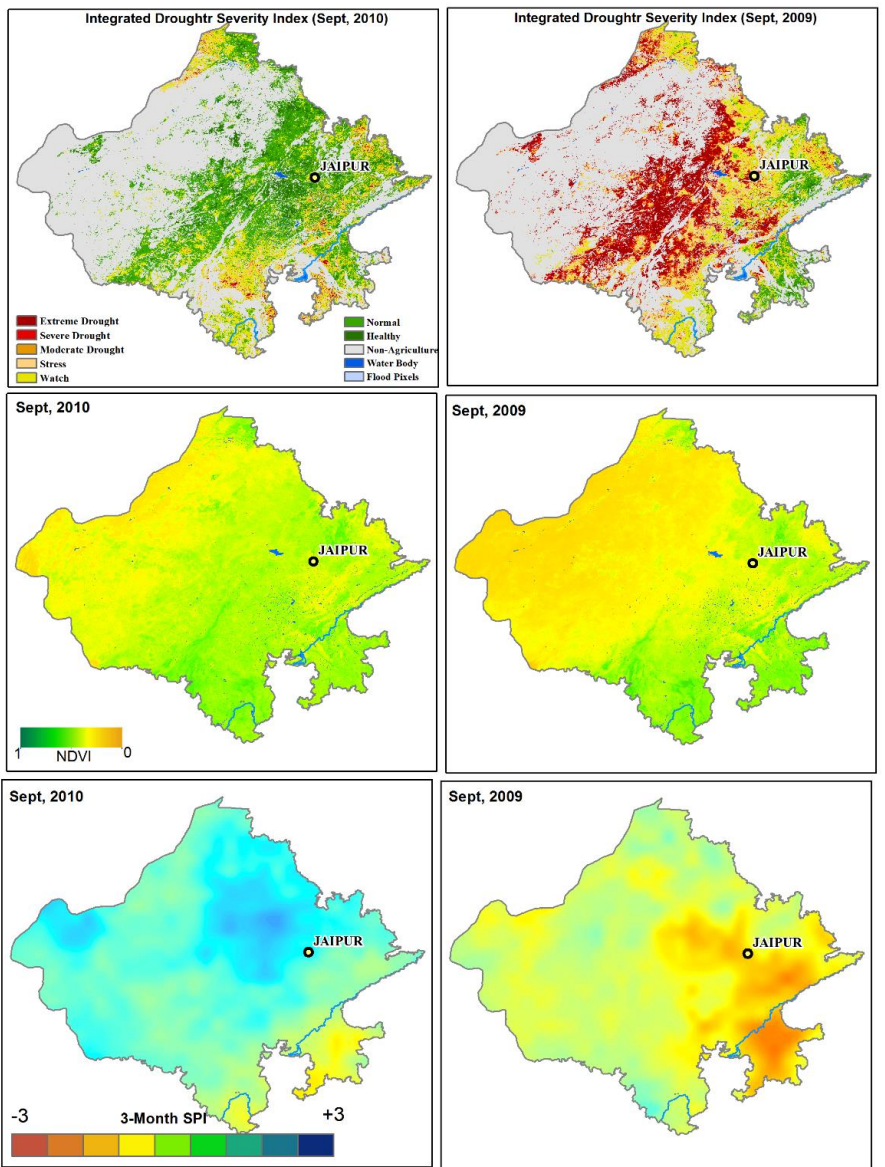 Integrated Droughtr Severity Index (Sept, 2010)
JAIPUR
Extreme Drought
Severe Drought
Moderate Drought
Stress
Watch
Normal
Healthy
Non-Agriculture
Water Body
Flood Pixels
Integrated Droughtr Severity Index (Sept, 2009)
JAIPUR
Sept, 2010
JAIPUR
1 0
NDVI
Sept, 2009
JAIPUR
Sept, 2010
JAIPUR
-3 3-Month SPI +3
Sept, 2009
JAIPUR